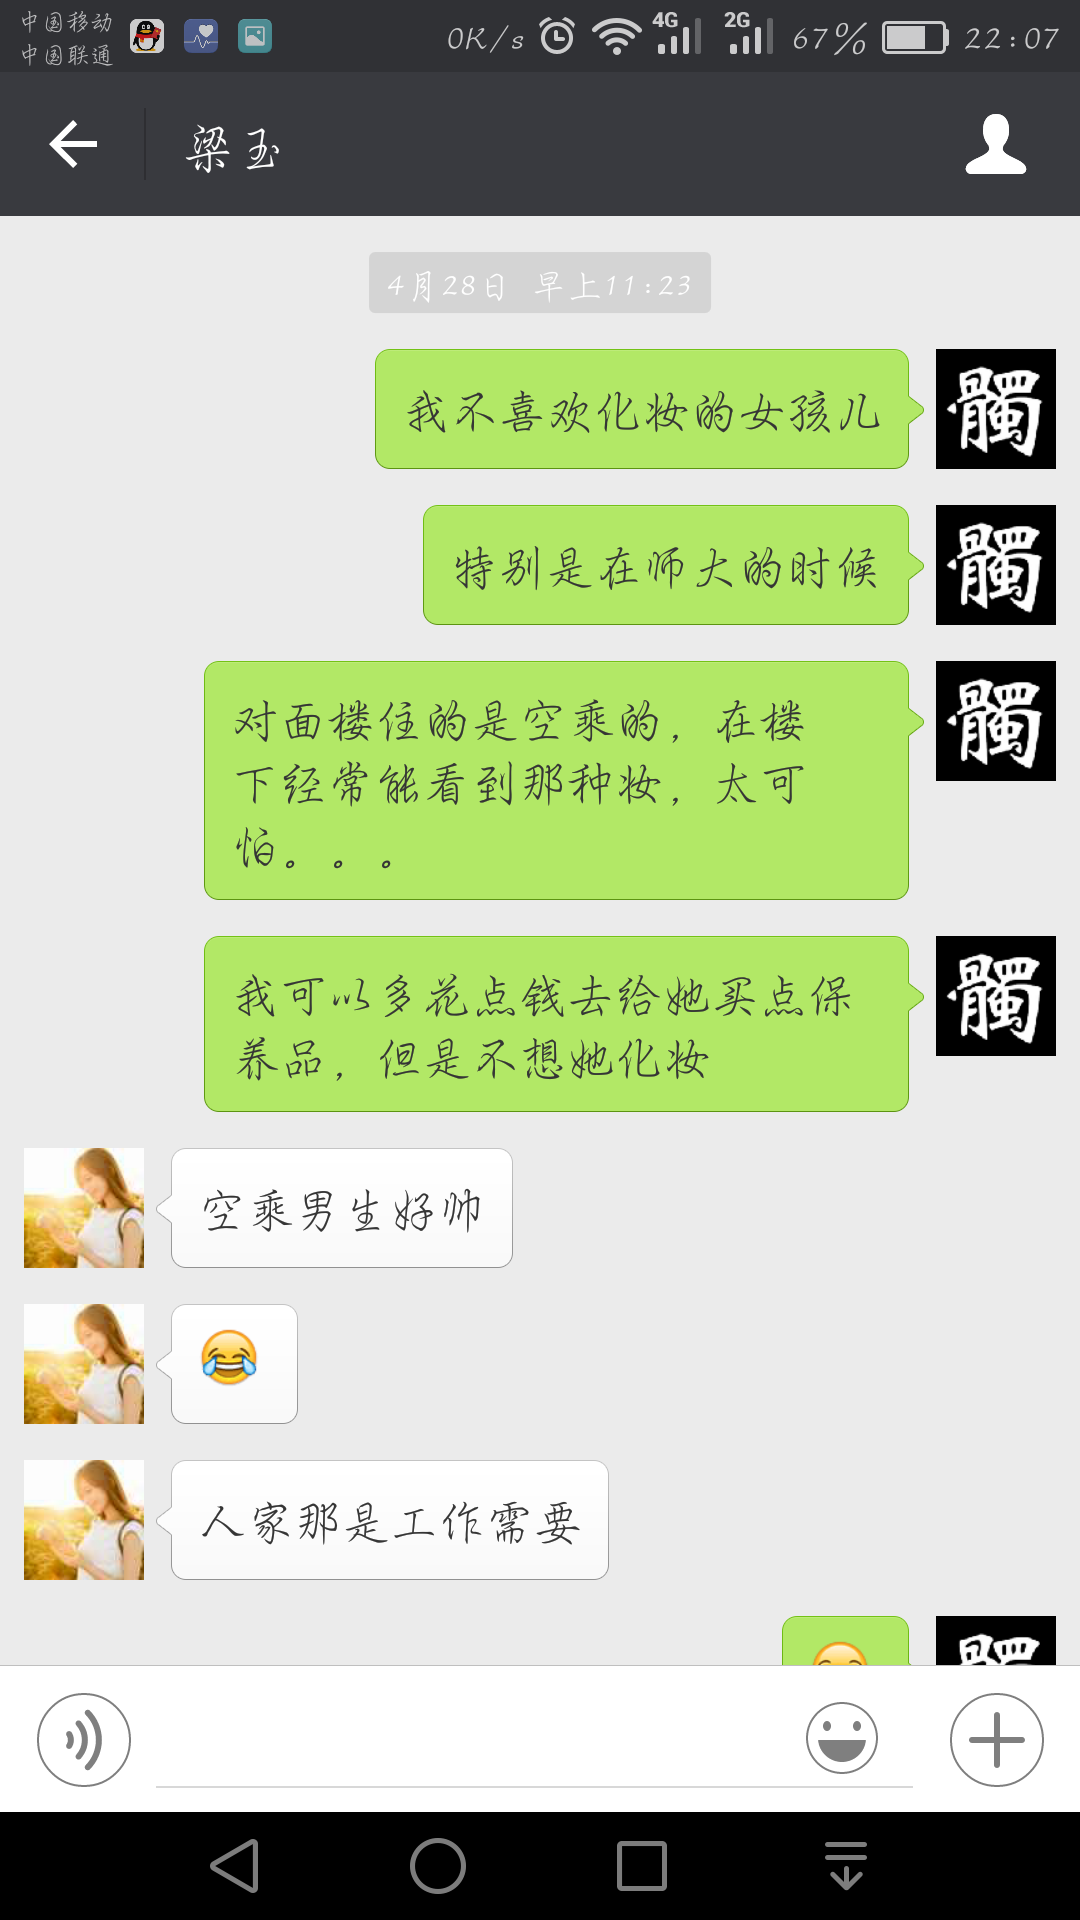 中国移动
中国联通
0K/s
4G
2G
67%
22:07
梁玉
4月28日 早上11:23
我不喜欢化妆的女孩儿
髑
特别是在师大的时候
髑
对面楼住的是空乘的，在楼
下经常能看到那种妆，太可
怕。。。
髑
我可以多花点钱去给她买点保
养品，但是不想她化妆
髑
空乘男生好帅
人家那是工作需要